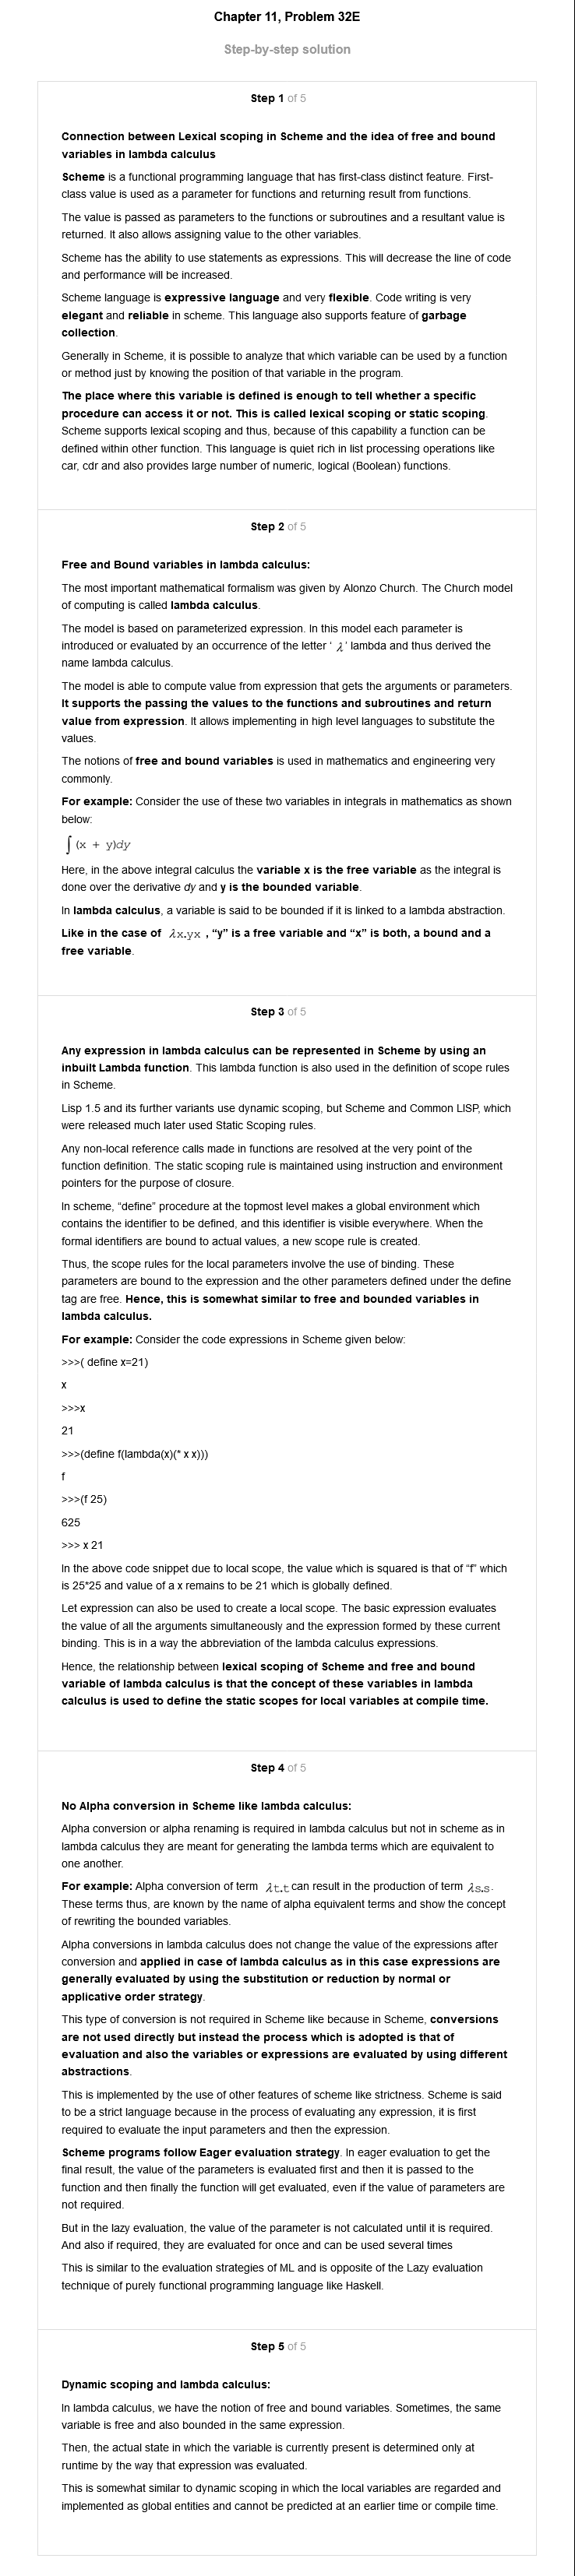 Chapter 11, Problem 32E
Step-by-step solution
Step 1 of 5
Connection between Lexical scoping in Scheme and the idea of free and bound
variables in lambda calculus
Scheme is a functional programming language that has first-class distinct feature. First-
class value is used as a parameter for functions and returning result from functions.
The value is passed as parameters to the functions or subroutines and a resultant value is
returned. It also allows assigning value to the other variables.
Scheme has the ability to use statements as expressions. This will decrease the line of code
and performance will be increased.
Scheme language is expressive language and very flexible. Code writing is very
elegant and reliable in scheme. This language also supports feature of garbage
collection.
Generally in Scheme, it is possible to analyze that which variable can be used by a function
or method just by knowing the position of that variable in the program.
The place where this variable is defined is enough to tell whether a specific
procedure can access it or not. This is called lexical scoping or static scoping.
Scheme supports lexical scoping and thus, because of this capability a function can be
defined within other function. This language is quiet rich in list processing operations like
car, cdr and also provides large number of numeric, logical (Boolean) functions.
Step 2 of 5
Free and Bound variables in lambda calculus:
The most important mathematical formalism was given by Alonzo Church. The Church model
of computing is called lambda calculus.
The model is based on parameterized expression. In this model each parameter is
introduced or evaluated by an occurrence of the letter ‘ λ’ lambda and thus derived the
name lambda calculus.
The model is able to compute value from expression that gets the arguments or parameters.
It supports the passing the values to the functions and subroutines and return
value from expression. It allows implementing in high level languages to substitute the
values.
The notions of free and bound variables is used in mathematics and engineering very
commonly.
For example: Consider the use of these two variables in integrals in mathematics as shown
below:
∫(x + y)dy
Here, in the above integral calculus the variable x is the free variable as the integral is
done over the derivative dy and y is the bounded variable.
In lambda calculus, a variable is said to be bounded if it is linked to a lambda abstraction.
Like in the case of λx.yx , “y” is a free variable and “x” is both, a bound and a
free variable.
Step 3 of 5
Any expression in lambda calculus can be represented in Scheme by using an
inbuilt Lambda function. This lambda function is also used in the definition of scope rules
in Scheme.
Lisp 1.5 and its further variants use dynamic scoping, but Scheme and Common LISP, which
were released much later used Static Scoping rules.
Any non-local reference calls made in functions are resolved at the very point of the
function definition. The static scoping rule is maintained using instruction and environment
pointers for the purpose of closure.
In scheme, “define” procedure at the topmost level makes a global environment which
contains the identifier to be defined, and this identifier is visible everywhere. When the
formal identifiers are bound to actual values, a new scope rule is created.
Thus, the scope rules for the local parameters involve the use of binding. These
parameters are bound to the expression and the other parameters defined under the define
tag are free. Hence, this is somewhat similar to free and bounded variables in
lambda calculus.
For example: Consider the code expressions in Scheme given below:
>>>( define x=21)
x
>>>x
21
>>>(define f(lambda(x)(* x x)))
f
>>>(f 25)
625
>>> x 21
In the above code snippet due to local scope, the value which is squared is that of “f” which
is 25*25 and value of a x remains to be 21 which is globally defined.
Let expression can also be used to create a local scope. The basic expression evaluates
the value of all the arguments simultaneously and the expression formed by these current
binding. This is in a way the abbreviation of the lambda calculus expressions.
Hence, the relationship between lexical scoping of Scheme and free and bound
variable of lambda calculus is that the concept of these variables in lambda
calculus is used to define the static scopes for local variables at compile time.
Step 4 of 5
No Alpha conversion in Scheme like lambda calculus:
Alpha conversion or alpha renaming is required in lambda calculus but not in scheme as in
lambda calculus they are meant for generating the lambda terms which are equivalent to
one another.
For example: Alpha conversion of term λt.t can result in the production of term λs.s.
These terms thus, are known by the name of alpha equivalent terms and show the concept
of rewriting the bounded variables.
Alpha conversions in lambda calculus does not change the value of the expressions after
conversion and applied in case of lambda calculus as in this case expressions are
generally evaluated by using the substitution or reduction by normal or
applicative order strategy.
This type of conversion is not required in Scheme like because in Scheme, conversions
are not used directly but instead the process which is adopted is that of
evaluation and also the variables or expressions are evaluated by using different
abstractions.
This is implemented by the use of other features of scheme like strictness. Scheme is said
to be a strict language because in the process of evaluating any expression, it is first
required to evaluate the input parameters and then the expression.
Scheme programs follow Eager evaluation strategy. In eager evaluation to get the
final result, the value of the parameters is evaluated first and then it is passed to the
function and then finally the function will get evaluated, even if the value of parameters are
not required.
But in the lazy evaluation, the value of the parameter is not calculated until it is required.
And also if required, they are evaluated for once and can be used several times
This is similar to the evaluation strategies of ML and is opposite of the Lazy evaluation
technique of purely functional programming language like Haskell.
Step 5 of 5
Dynamic scoping and lambda calculus:
In lambda calculus, we have the notion of free and bound variables. Sometimes, the same
variable is free and also bounded in the same expression.
Then, the actual state in which the variable is currently present is determined only at
runtime by the way that expression was evaluated.
This is somewhat similar to dynamic scoping in which the local variables are regarded and
implemented as global entities and cannot be predicted at an earlier time or compile time.